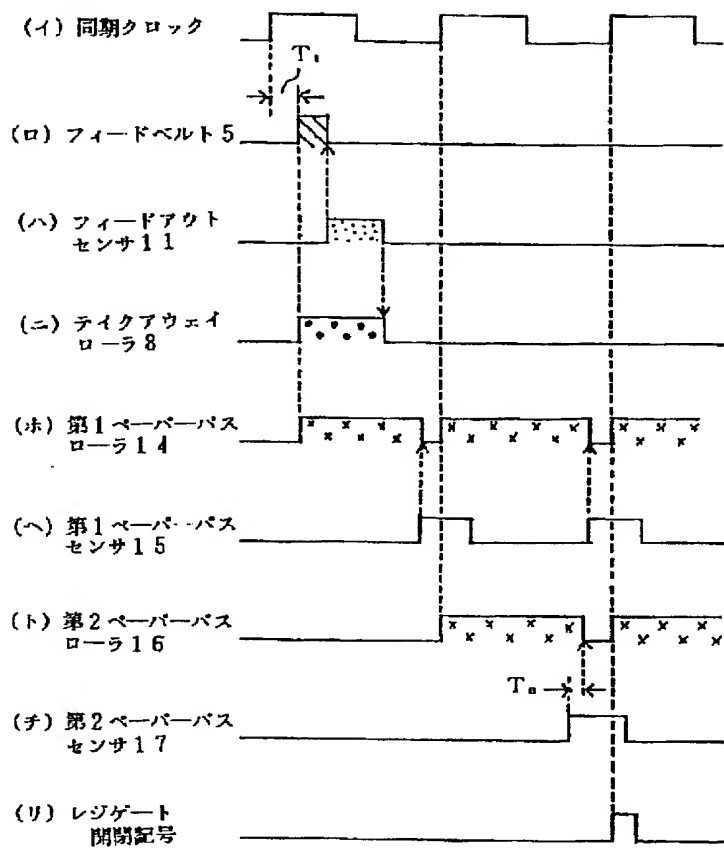 (イ) 同期クロック
T₁
(ロ) フィードベルト5
(ハ) フィードアウト
センサ11
(ニ) テイクアウェイ
ローラ8
(ホ) 第1ペーパーパス
ローラ14
(ヘ) 第1ペーパーパス
センサ15
(ト) 第2ペーパーパス
ローラ16
(チ) 第2ペーパーパス
センサ17
(リ) レジゲート
開閉記号